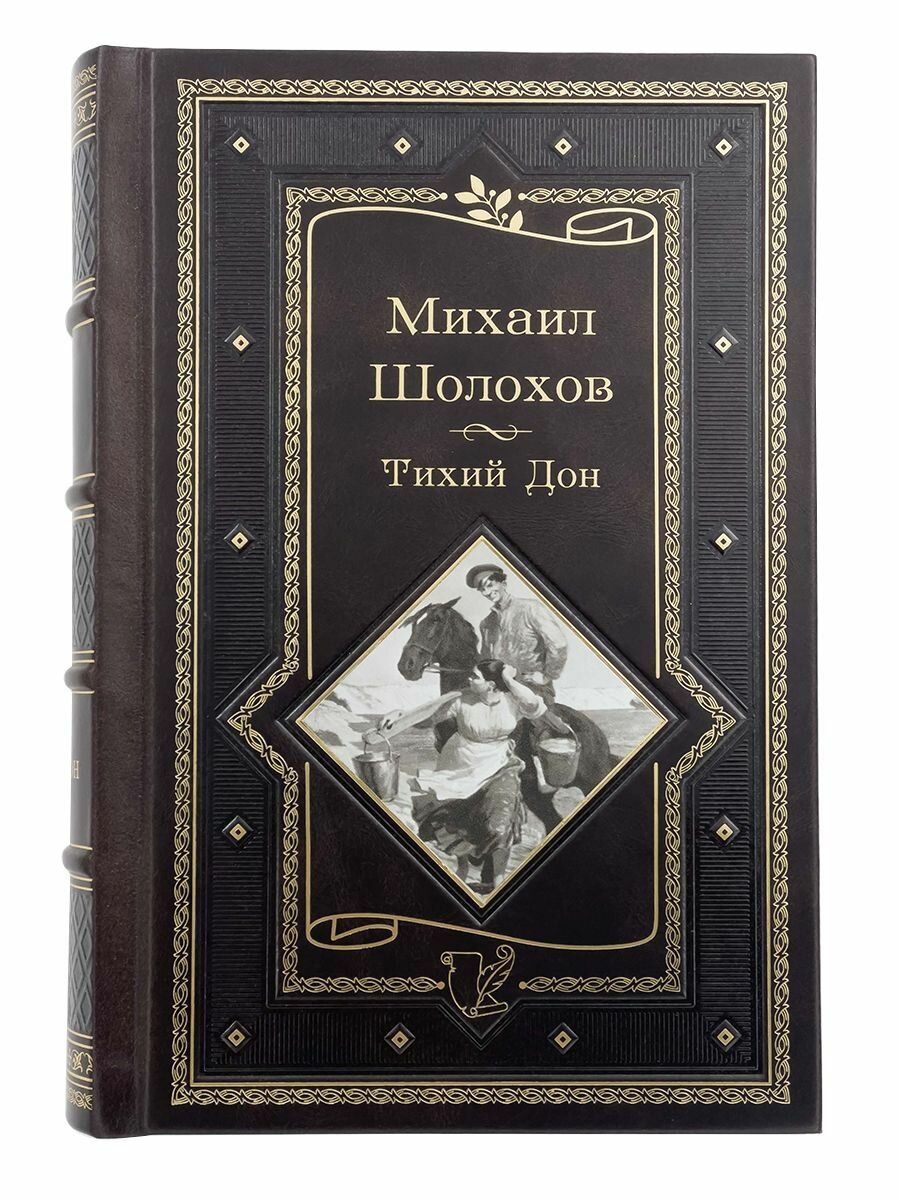 Михаил
Шолохов
Тихий Дон